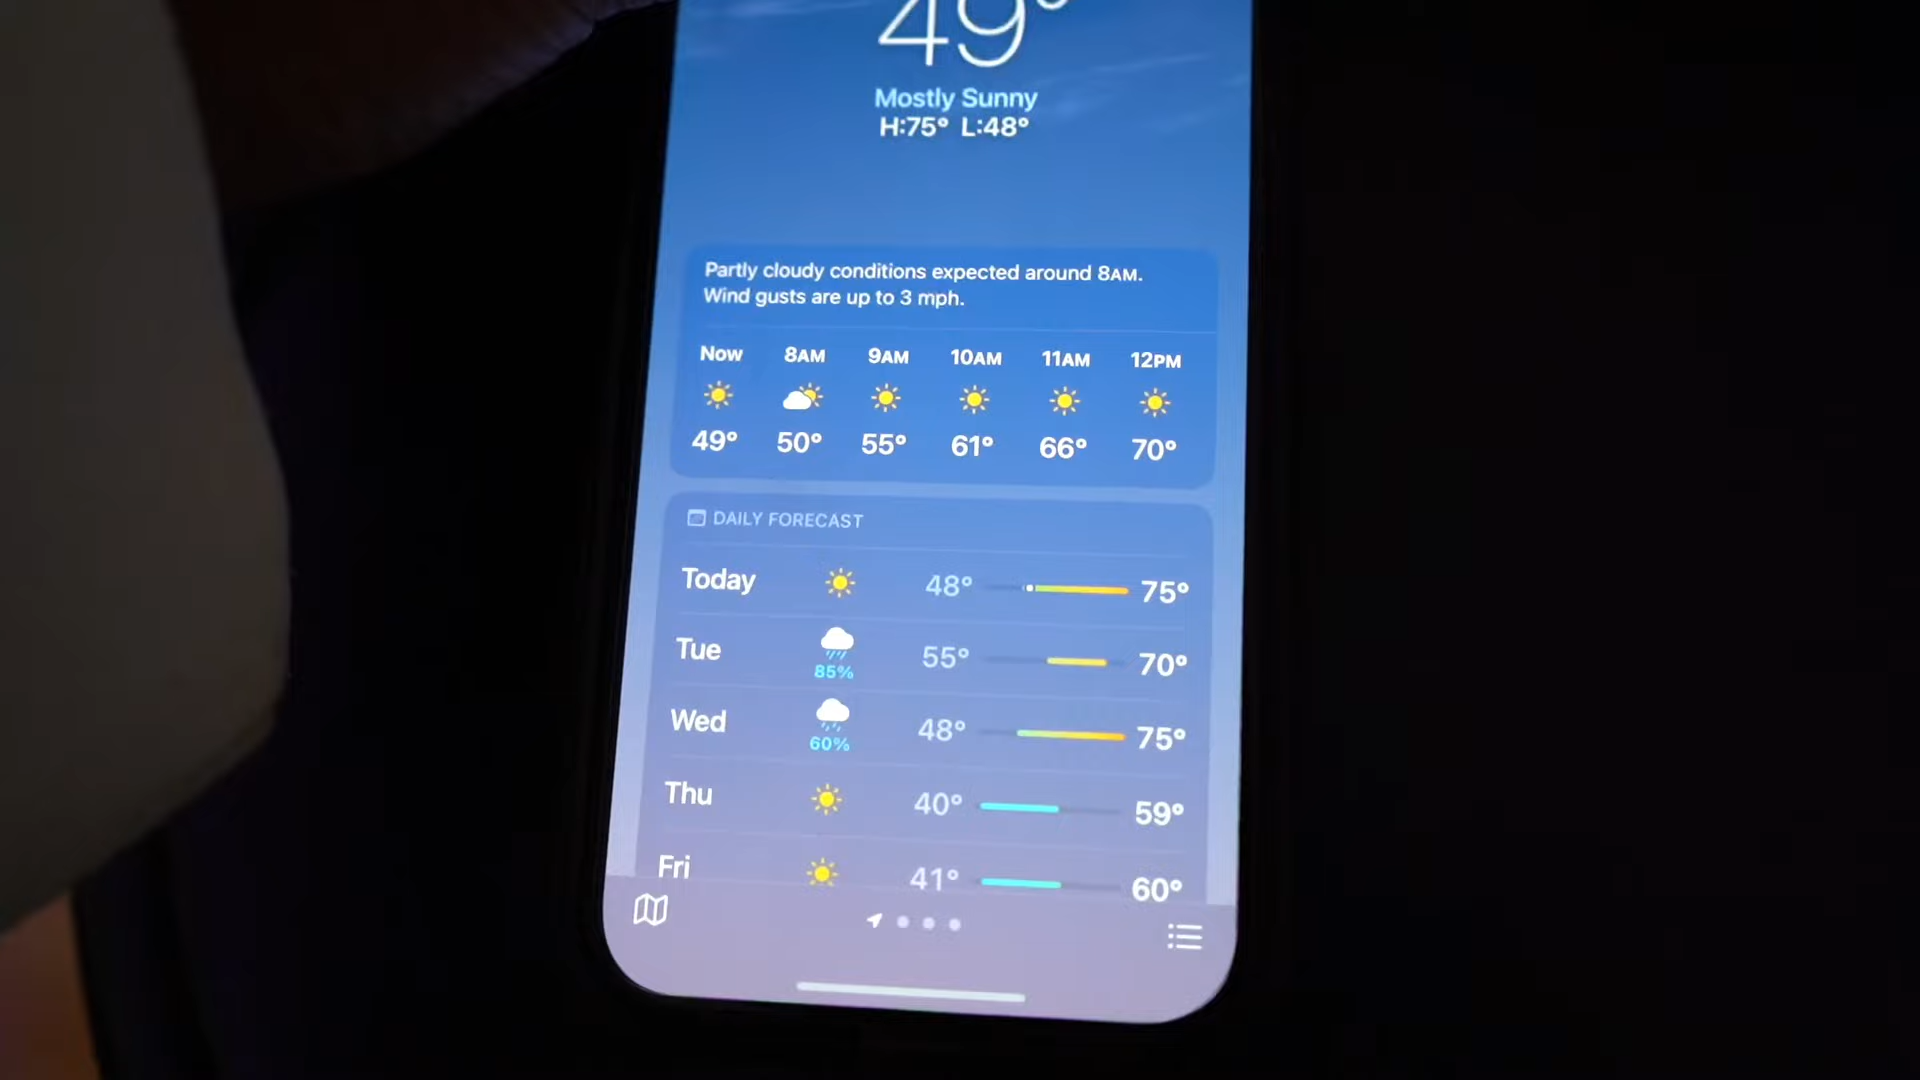 49°
Mostly Sunny
H:75° L:48°
Partly cloudy conditions expected around 8AM.
Wind gusts are up to 3 mph.
Now 8AM 9AM 10AM 11AM 12PM
49° 50° 55° 61° 66° 70°
DAILY FORECAST
Today 48° 75°
Tue 85% 55° 70°
Wed 60% 48° 75°
Thu 40° 59°
Fri 41° 60°